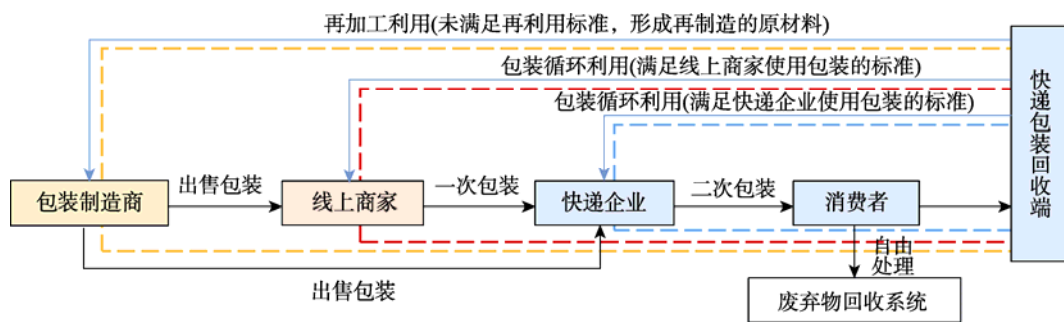 再加工利用(未满足再利用标准，形成再制造的原材料)
包装循环利用(满足线上商家使用包装的标准)
包装循环利用(满足快递企业使用包装的标准)
快递包装回收端
包装制造商
出售包装
线上商家
一次包装
快递企业
二次包装
消费者
自由
处理
出售包装
废弃物回收系统